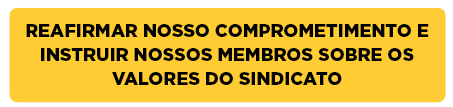 REAFIRMAR NOSSO COMPROMETIMENTO E
INSTRUIR NOSSOS MEMBROS SOBRE OS
VALORES DO SINDICATO